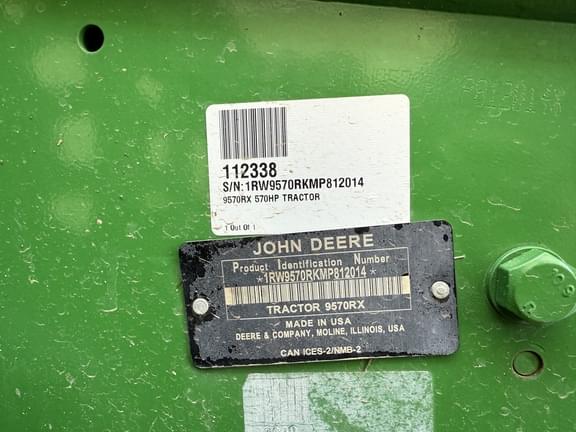 112338
S/N:1RW9570RKMP812014
9570RX 570HP TRACTOR
1 Out Of 1
JOHN DEERE
Product Identification Number
*1RW9570RKMP812014*
TRACTOR 9570RX
MADE IN USA
DEERE & COMPANY, MOLINE, ILLINOIS, USA
CAN ICES-2/NMB-2